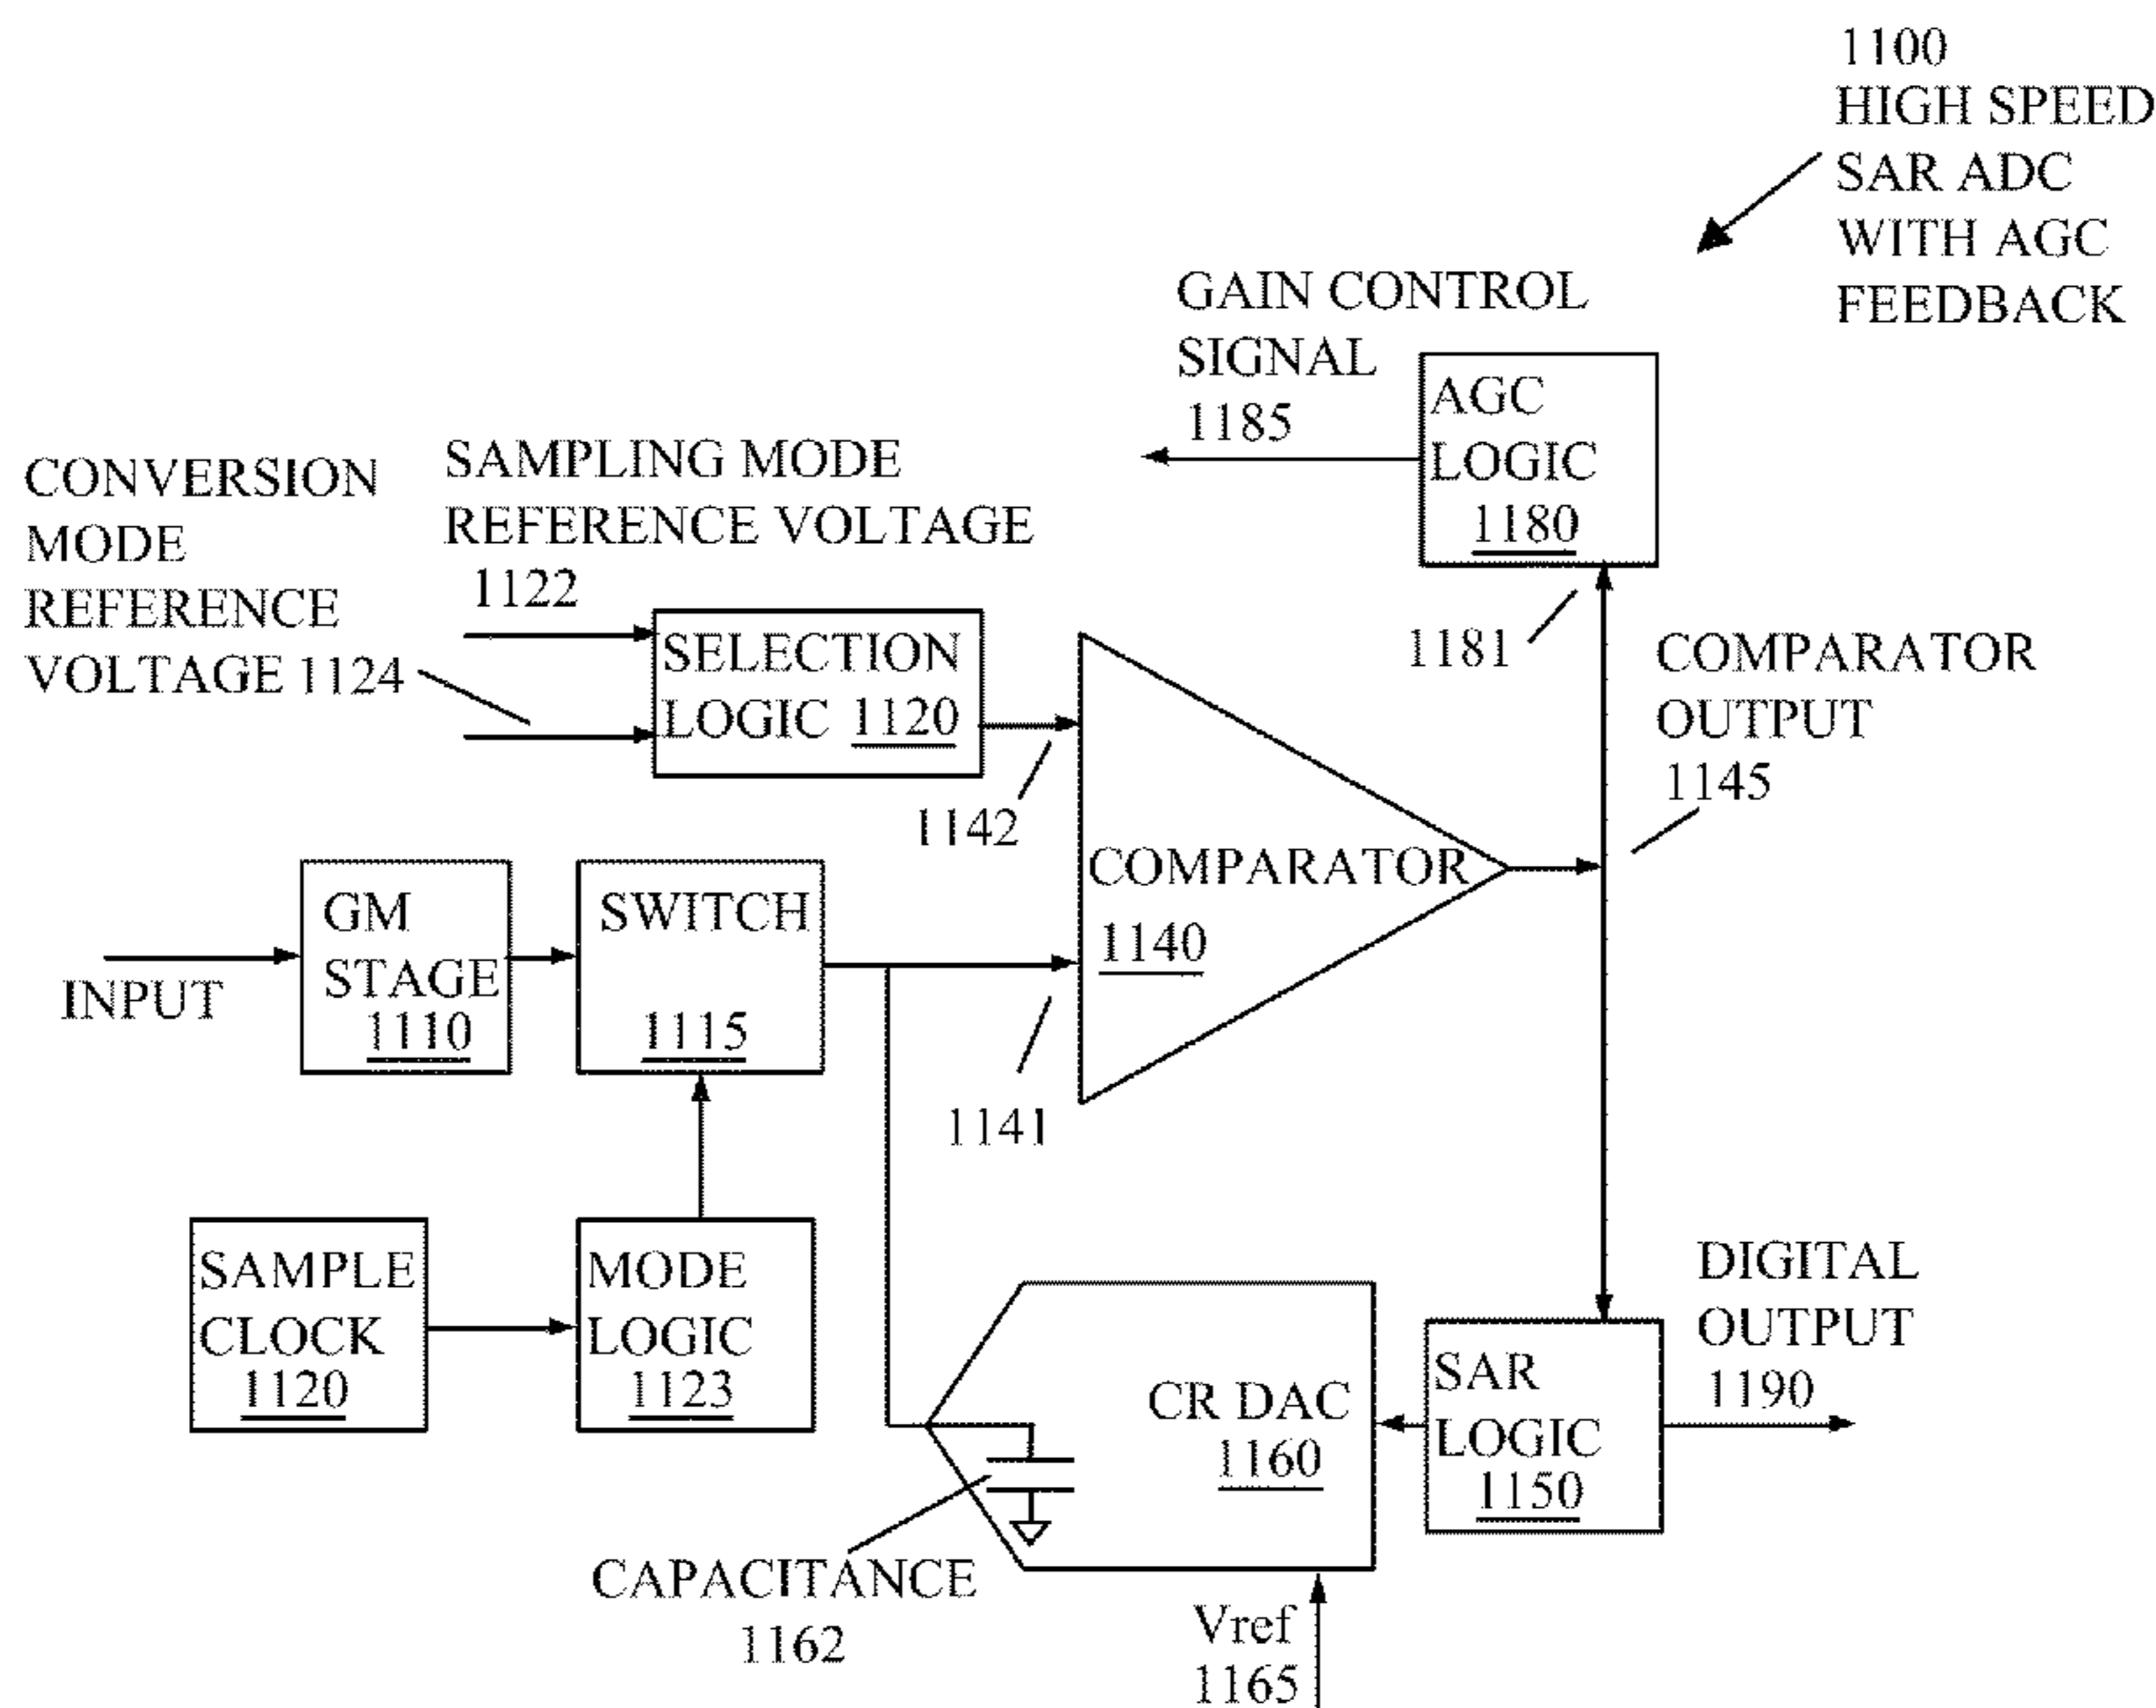 1100
HIGH SPEED
SAR ADC
WITH AGC
FEEDBACK
GAIN CONTROL
SIGNAL
1185
AGC
LOGIC
1180
1181
CONVERSION
MODE
REFERENCE
VOLTAGE 1124
SAMPLING MODE
REFERENCE VOLTAGE
1122
SELECTION
LOGIC 1120
1142
COMPARATOR
OUTPUT
1145
COMPARATOR
1140
1141
INPUT
GM
STAGE
1110
SWITCH
1115
SAMPLE
CLOCK
1120
MODE
LOGIC
1123
CR DAC
1160
CAPACITANCE
1162
Vref
1165
SAR
LOGIC
1150
DIGITAL
OUTPUT
1190